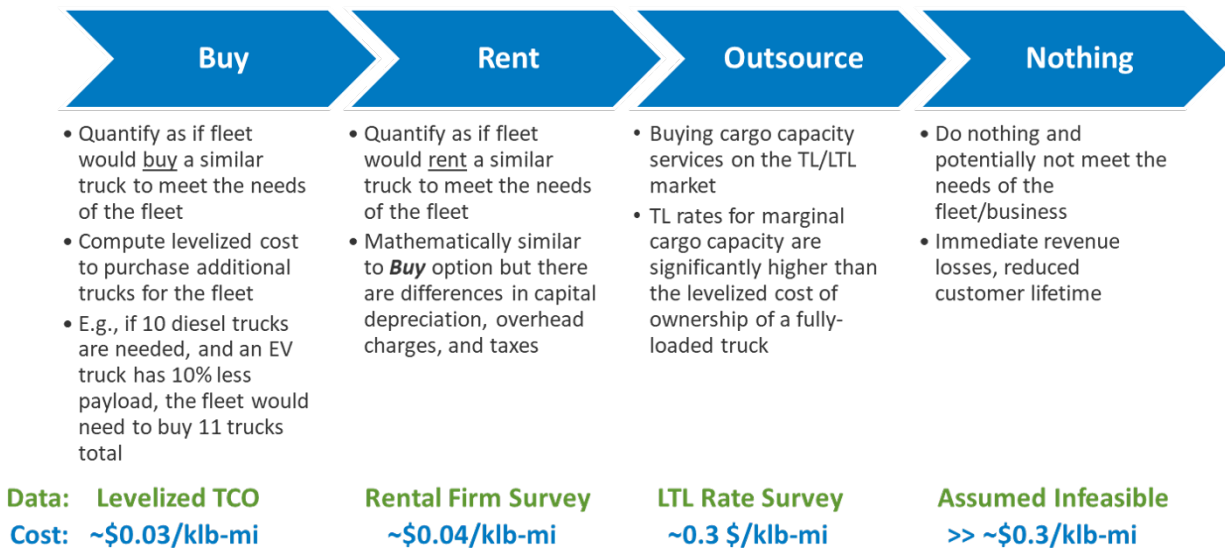 Buy
Rent
Outsource
Nothing
• Quantify as if fleet
would buy a similar
truck to meet the needs
of the fleet
• Compute levelized cost
to purchase additional
trucks for the fleet
• E.g., if 10 diesel trucks
are needed, and an EV
truck has 10% less
payload, the fleet would
need to buy 11 trucks
total
• Quantify as if fleet
would rent a similar
truck to meet the needs
of the fleet
• Mathematically similar
to Buy option but there
are differences in capital
depreciation, overhead
charges, and taxes
• Buying cargo capacity
services on the TL/LTL
market
• TL rates for marginal
cargo capacity are
significantly higher than
the levelized cost of
ownership of a fully-
loaded truck
• Do nothing and
potentially not meet the
needs of the
fleet/business
• Immediate revenue
losses, reduced
customer lifetime
Data: Levelized TCO Rental Firm Survey LTL Rate Survey Assumed Infeasible
Cost: ~$0.03/klb-mi ~$0.04/klb-mi ~0.3 $/klb-mi >> ~$0.3/klb-mi